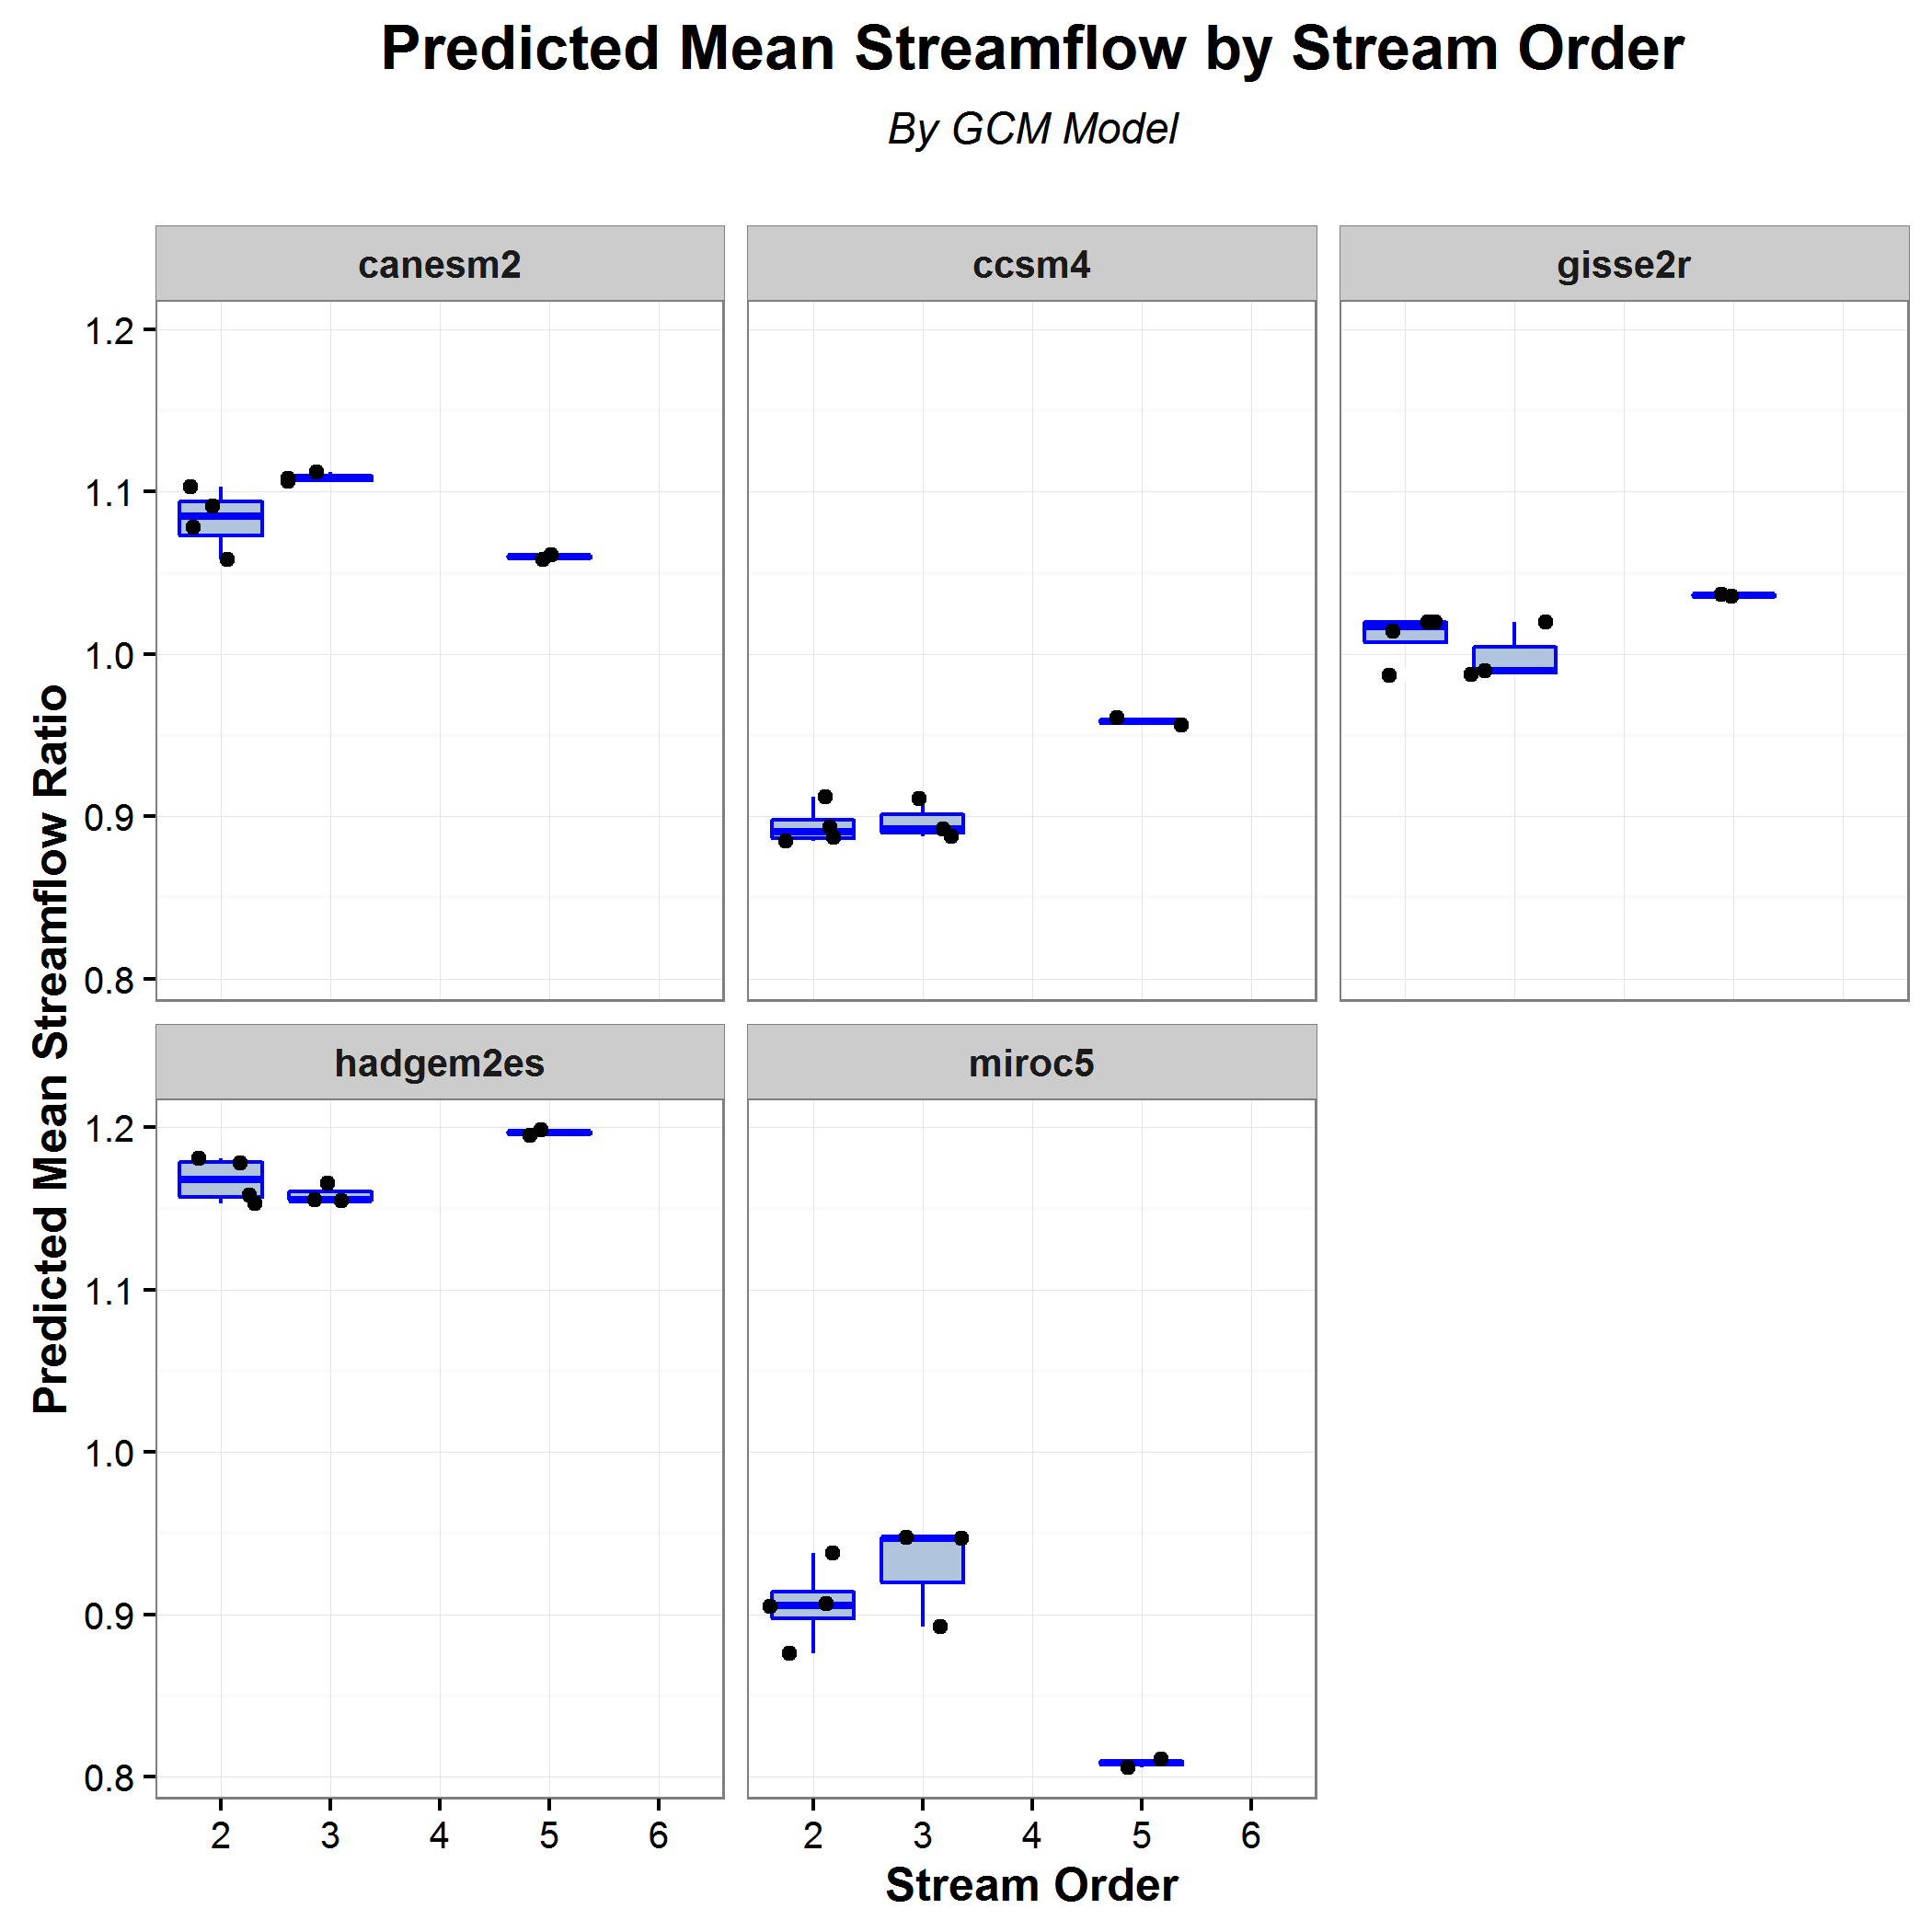 Predicted Mean Streamflow by Stream Order
By GCM Model
canesm2
ccsm4
gisse2r
1.2
1.1
1.0
0.9
0.8
Predicted Mean Streamflow Ratio
hadgem2es
miroc5
1.2
1.1
1.0
0.9
0.8
2 3 4 5 6
2 3 4 5 6
Stream Order